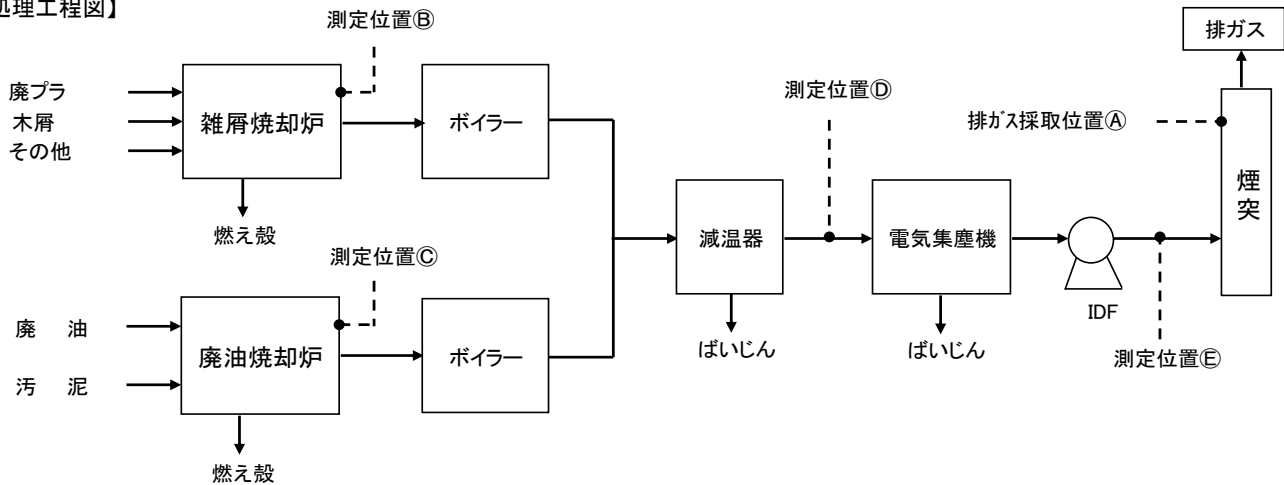 処理工程図】
測定位置Ⓑ
排ガス
廃プラ
木屑
その他
雑屑焼却炉
ボイラー
測定位置Ⓓ
排ガス採取位置Ⓐ
煙突
燃え殻
減温器
電気集塵機
測定位置Ⓒ
IDF
廃 油
汚 泥
廃油焼却炉
ボイラー
ばいじん
ばいじん
測定位置Ⓔ
燃え殻